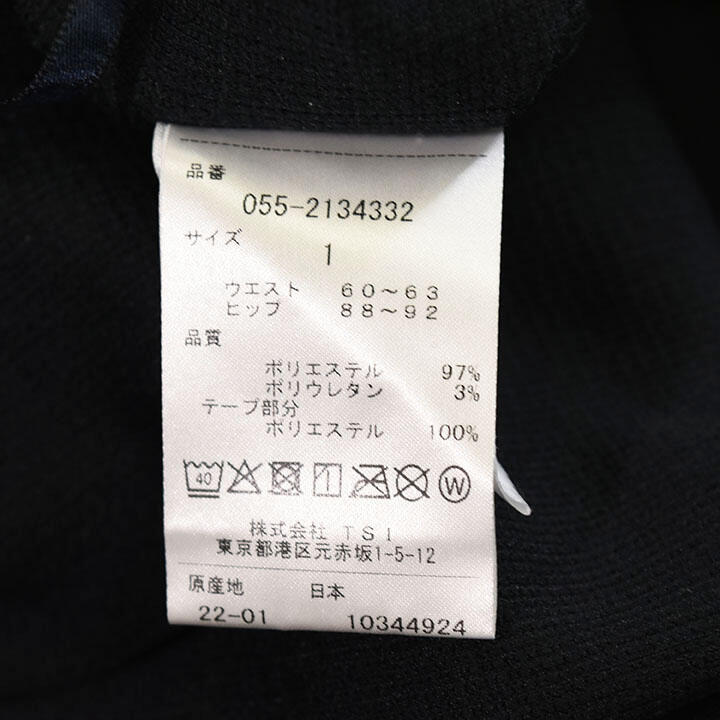 品番
055-2134332
サイズ
1
ウエスト 60～63
ヒップ 88～92
品質
ポリエステル 97%
ポリウレタン 3%
テープ部分
ポリエステル 100%
40 W
株式会社 TSI
東京都港区元赤坂1-5-12
原産地 日本
22-01 10344924